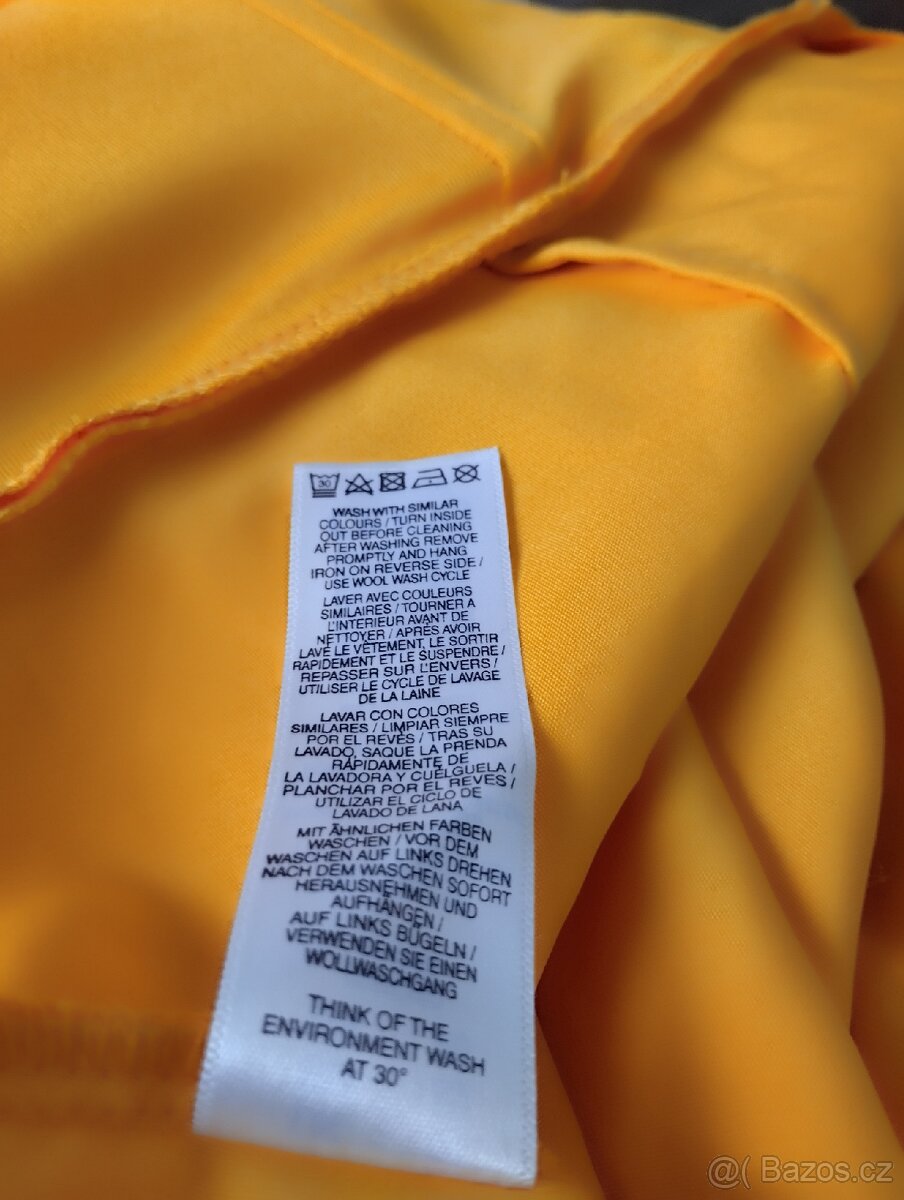 30
WASH WITH SIMILAR
COLOURS / TURN INSIDE
OUT BEFORE CLEANING
AFTER WASHING REMOVE
PROMPTLY AND HANG
IRON ON REVERSE SIDE /
USE WOOL WASH CYCLE
LAVER AVEC COULEURS
SIMILAIRES / TOURNER A
L'INTERIEUR AVANT DE
NETTOYER / APRÉS AVOIR
LAVÉ LE VÊTEMENT, LE SORTIR
RAPIDEMENT ET LE SUSPENDRE /
REPASSER SUR L'ENVERS /
UTILISER LE CYCLE DE LAVAGE
DE LA LAINE
LAVAR CON COLORES
SIMILARES / LIMPIAR SIEMPRE
POR EL REVÉS / TRAS SU
LAVADO, SAQUE LA PRENDA
RÁPIDAMENTE DE
LA LAVADORA Y CUÉLGUELA /
PLANCHAR POR EL REVES /
UTILIZAR EL CICLO DE
LAVADO DE LANA
MIT ÄHNLICHEN FARBEN
WASCHEN / VOR DEM
WASCHEN AUF LINKS DREHEN
NACH DEM WASCHEN SOFORT
HERAUSNEHMEN UND
AUFHÄNGEN /
AUF LINKS BÜGELN /
VERWENDEN SIE EINEN
WOLLWASCHGANG
THINK OF THE
ENVIRONMENT WASH
AT 30°
@( Bazos.cz